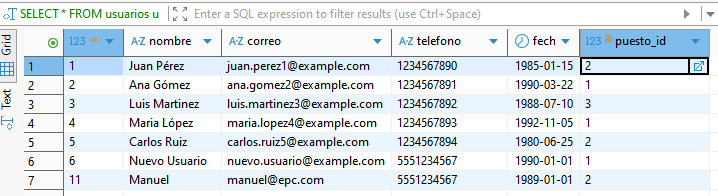 SELECT * FROM usuarios u Enter a SQL expression to filter results (use Ctrl+Space)
Grid
Text
123 A-Z nombre A-Z correo A-Z telefono fech 123 puesto_id
1 1 Juan Pérez juan.perez1@example.com 1234567890 1985-01-15 2
2 2 Ana Gómez ana.gomez2@example.com 1234567891 1990-03-22 1
3 3 Luis Martinez luis.martinez3@example.com 1234567892 1988-07-10 3
4 4 Maria López maria.lopez4@example.com 1234567893 1992-11-05 1
5 5 Carlos Ruiz carlos.ruiz5@example.com 1234567894 1980-06-25 2
6 6 Nuevo Usuario nuevo.usuario@example.com 5551234567 1990-01-01 1
7 11 Manuel manuel@epc.com 5551234567 1989-01-01 2